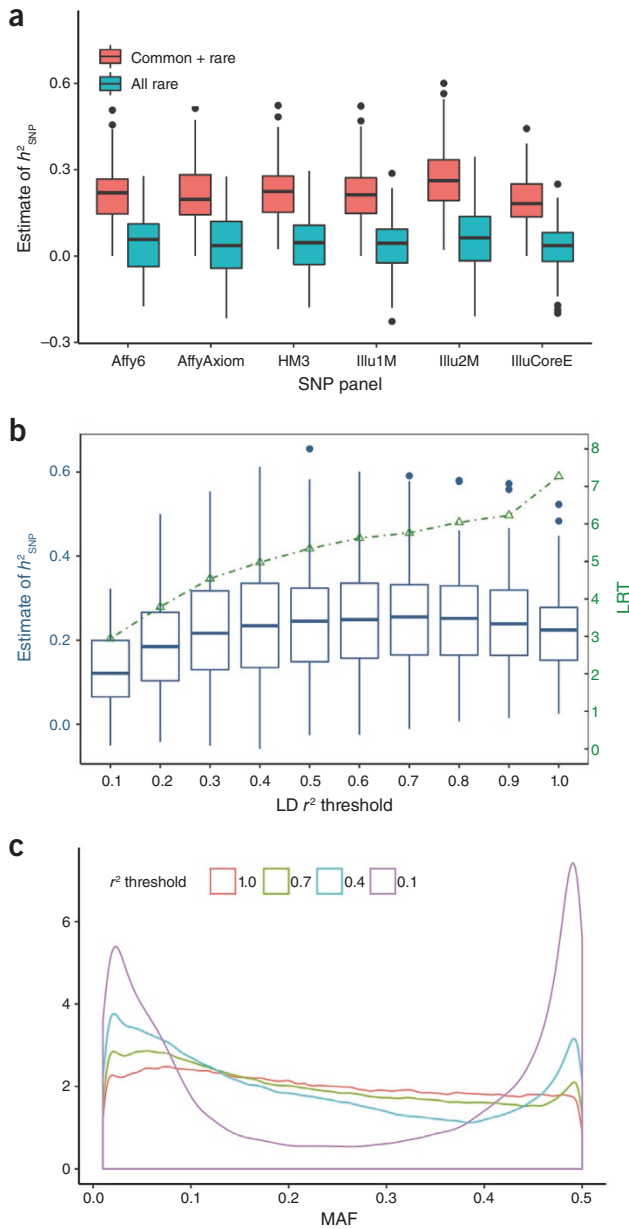 a
Common + rare
All rare
Estimate of h²SNP
0.6
0.3
0.0
−0.3
Affy6 AffyAxiom HM3 Illu1M Illu2M IlluCoreE
SNP panel
b
Estimate of h²SNP
0.6
0.4
0.2
0.0
8
7
6
5
4
3
2
1
0
LRT
0.1 0.2 0.3 0.4 0.5 0.6 0.7 0.8 0.9 1.0
LD r² threshold
c
r² threshold 1.0 0.7 0.4 0.1
6
4
2
0
0.0 0.1 0.2 0.3 0.4 0.5
MAF